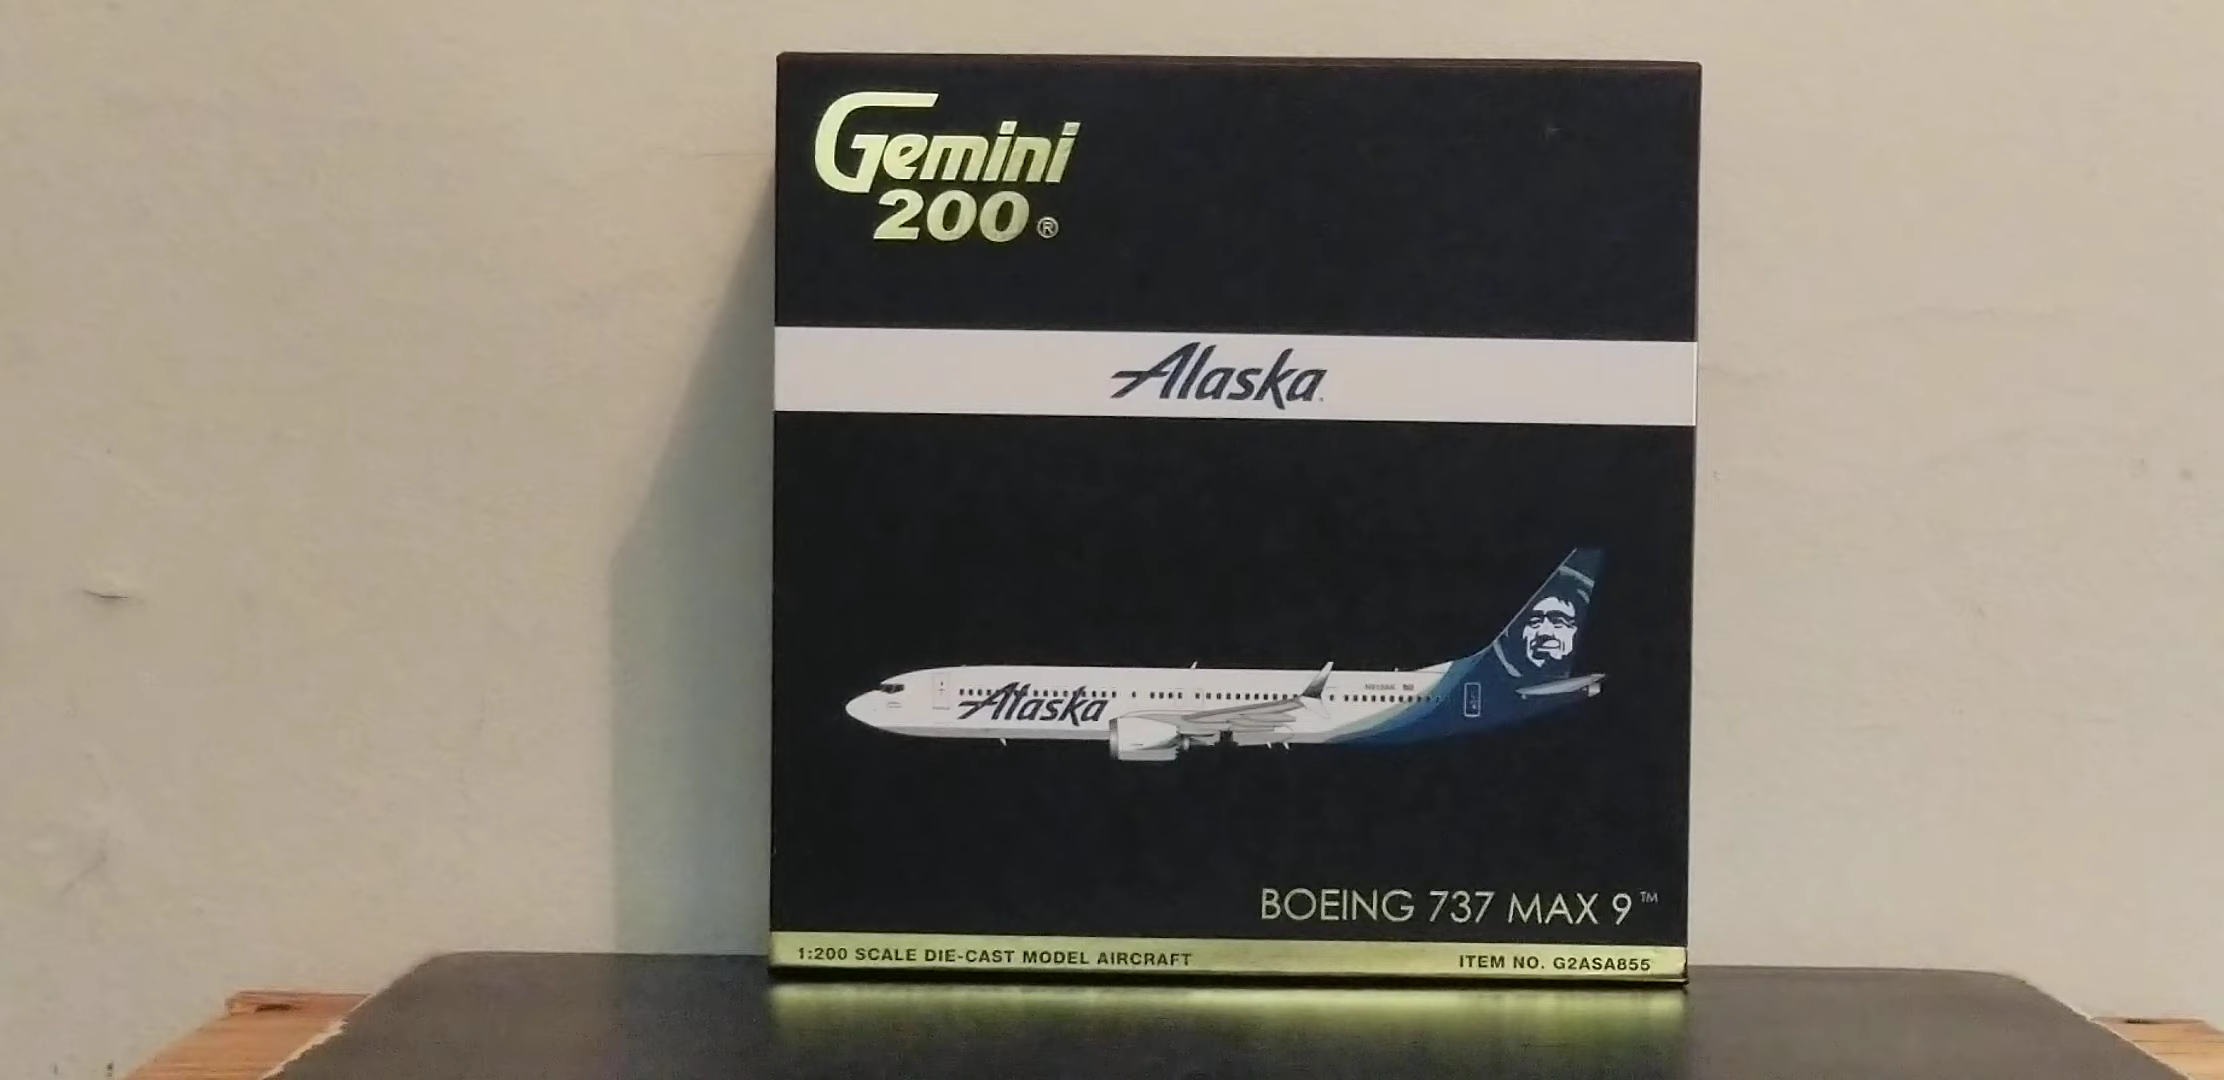 Gemini
200®
Alaska
Alaska
BOEING 737 MAX 9™
1:200 SCALE DIE-CAST MODEL AIRCRAFT
ITEM NO. G2ASA855